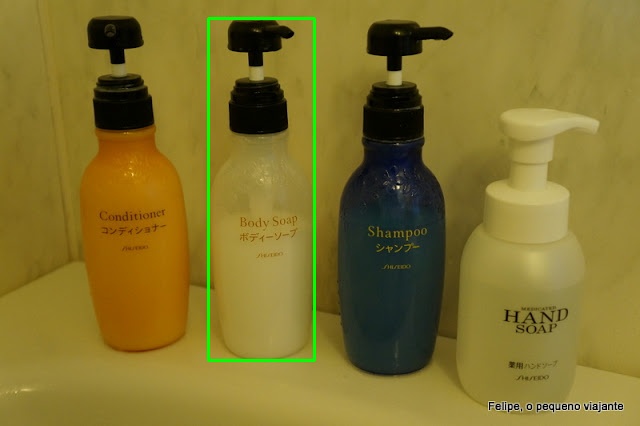 Conditioner
コンディショナー
SHISEIDO
Body Soap
ボディーソープ
SHISEIDO
Shampoo
シャンプー
SHISEIDO
MEDICATED
HAND
SOAP
薬用ハンドソープ
SHISEIDO
Felipe, o pequeno viajante